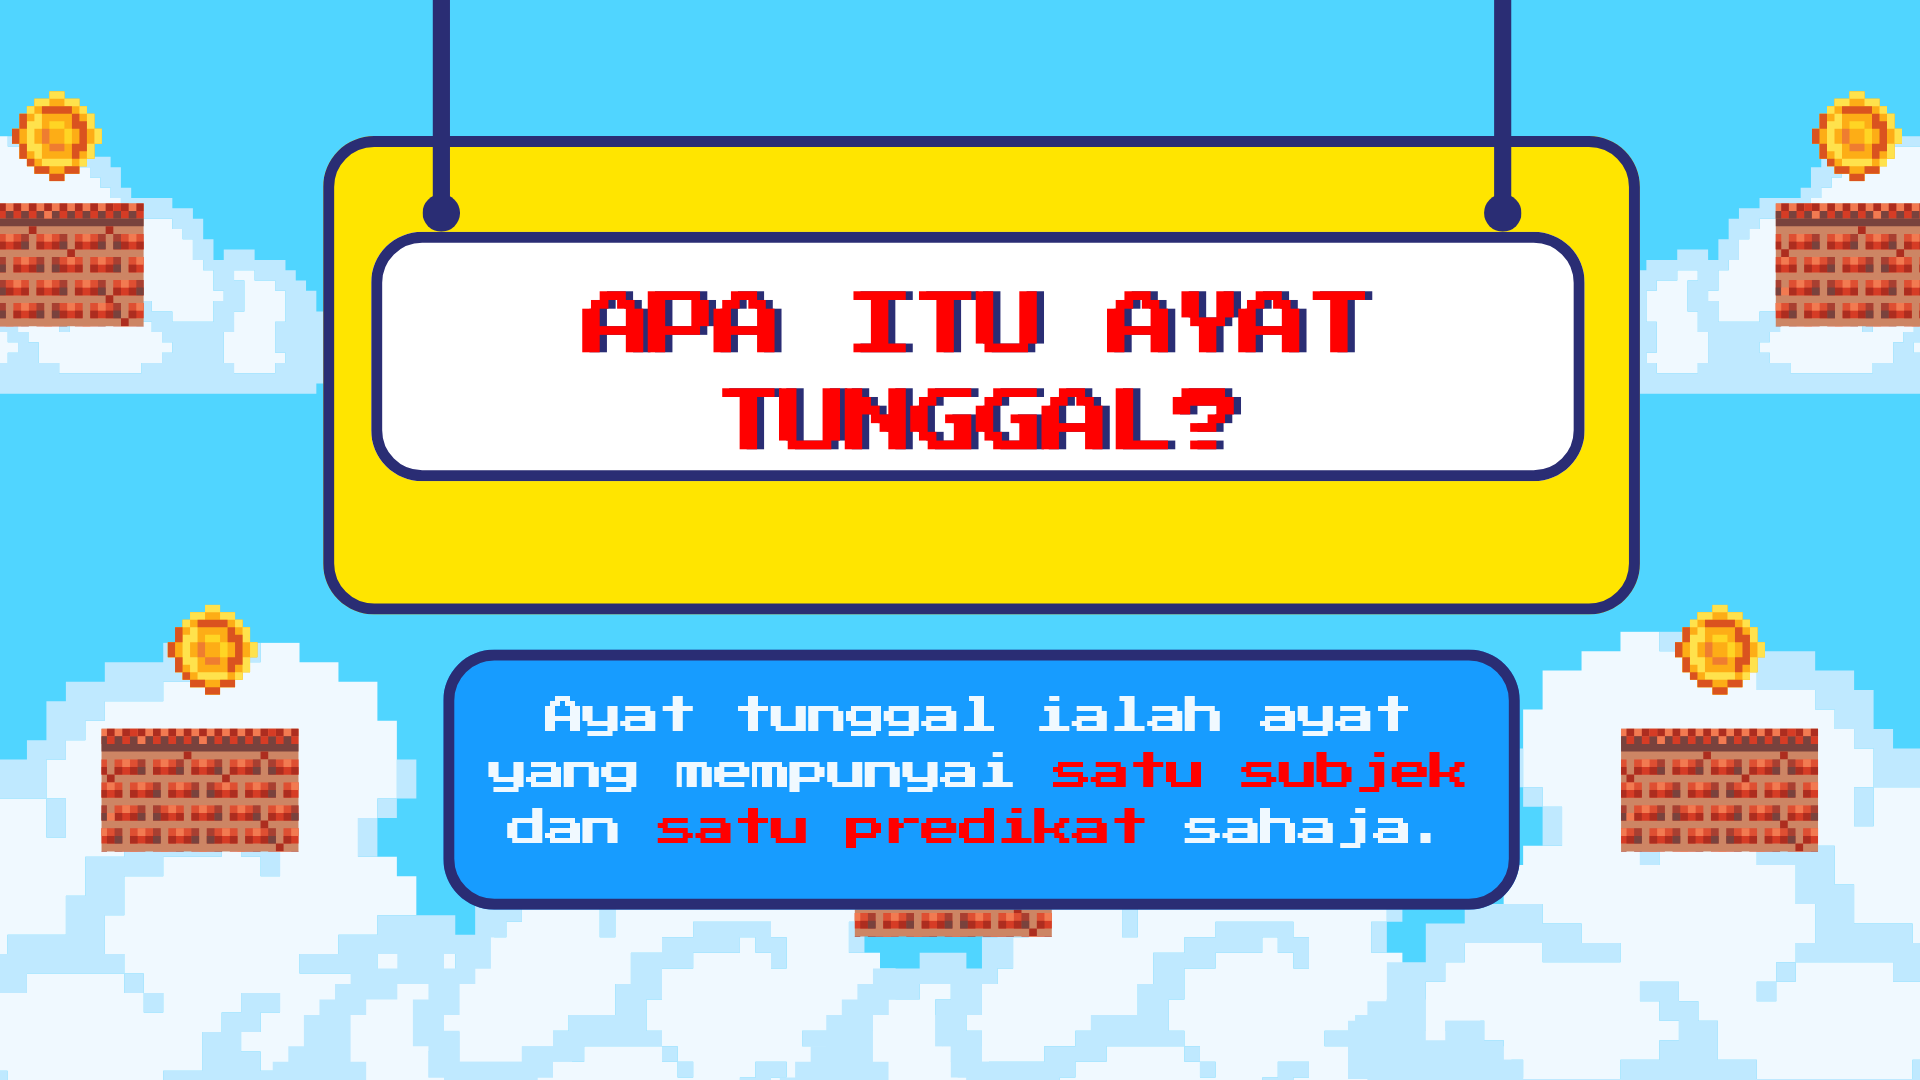 APA ITU AYAT
TUNGGAL?
Ayat tunggal ialah ayat
yang mempunyai satu subjek
dan satu predikat sahaja.